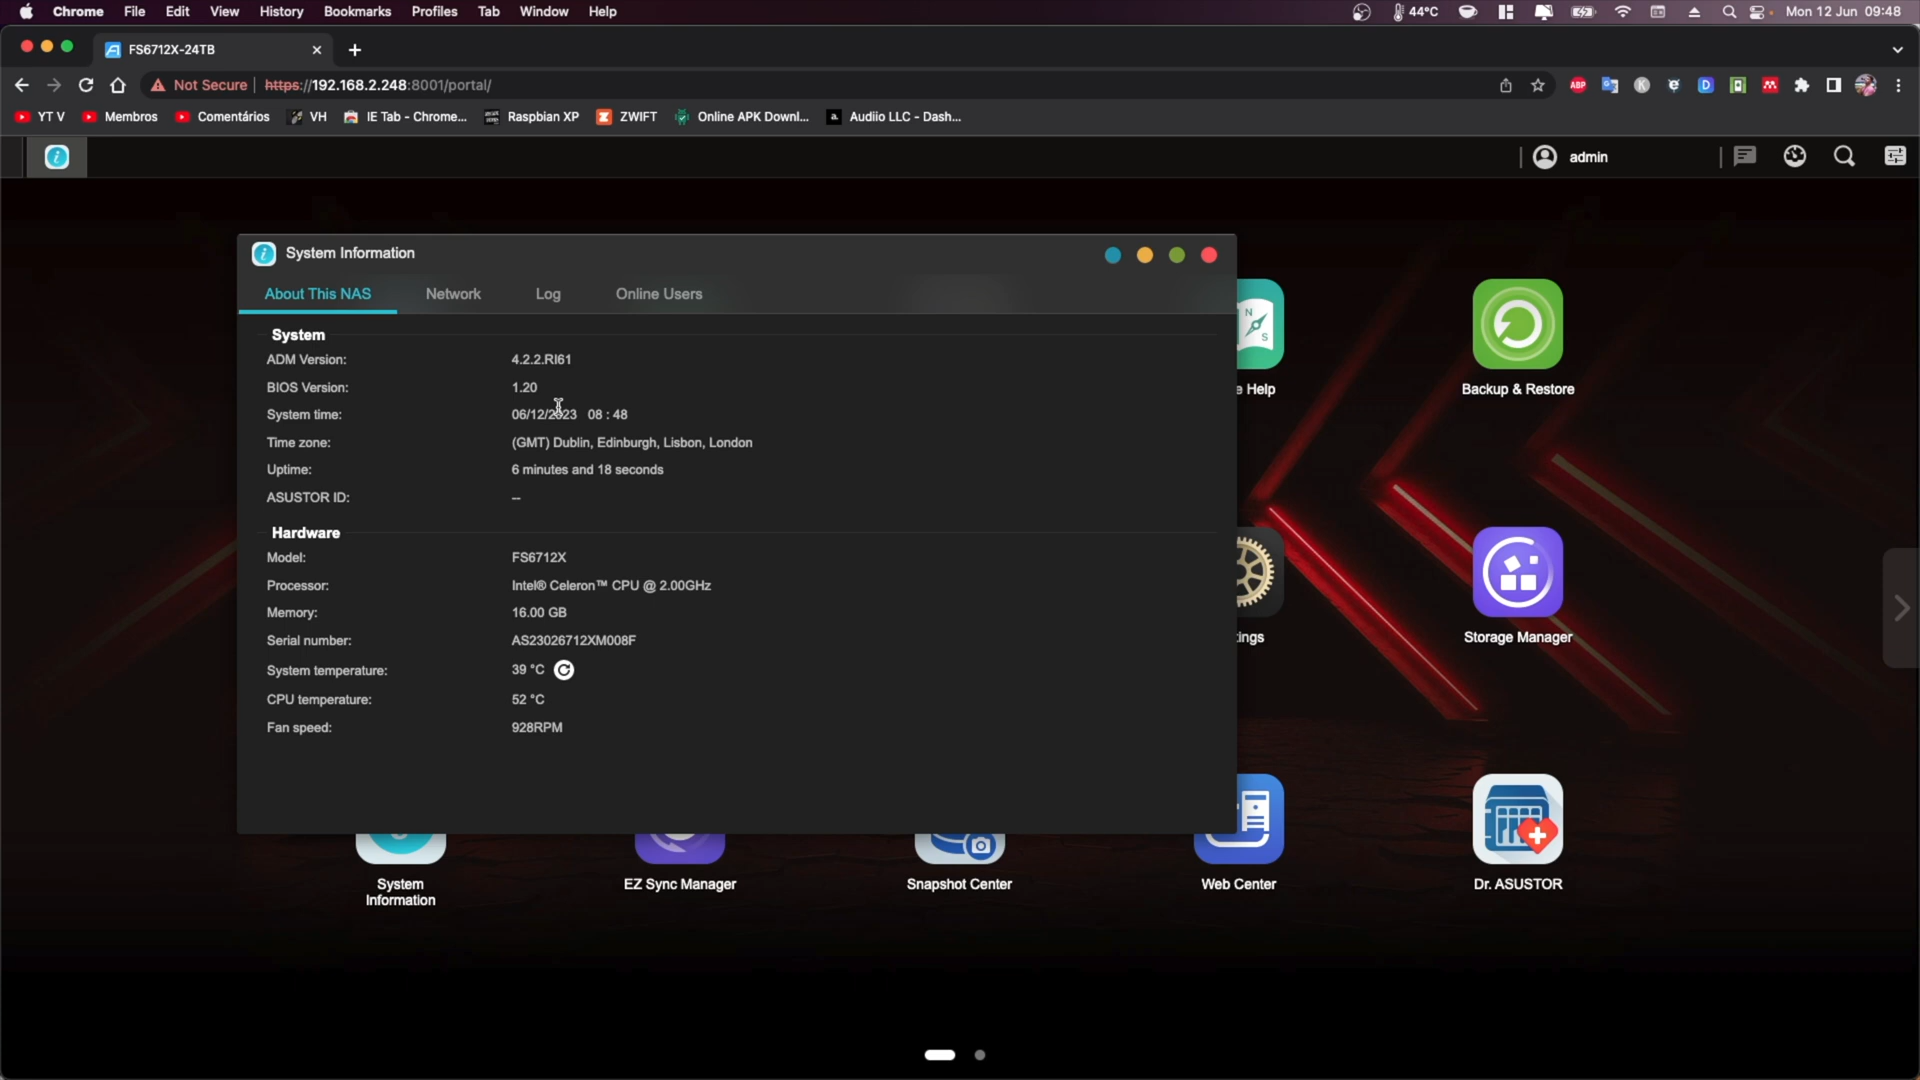 Chrome File Edit View History Bookmarks Profiles Tab Window Help 44°C Mon 12 Jun 09:48
FS6712X-24TB
Not Secure https://192.168.2.248:8001/portal/
ABP
YT V Membros Comentários VH IE Tab - Chrome... Raspbian XP ZWIFT Online APK Downl... Audiio LLC - Dash...
admin
System Information
About This NAS Network Log Online Users
System
ADM Version: 4.2.2.RI61
BIOS Version: 1.20
System time: 06/12/2023 08 : 48
Time zone: (GMT) Dublin, Edinburgh, Lisbon, London
Uptime: 6 minutes and 18 seconds
ASUSTOR ID: --
Hardware
Model: FS6712X
Processor: Intel® Celeron™ CPU @ 2.00GHz
Memory: 16.00 GB
Serial number: AS23026712XM008F
System temperature: 39 °C
CPU temperature: 52 °C
Fan speed: 928RPM
N
S
e Help
Backup & Restore
tings
Storage Manager
System
Information
EZ Sync Manager
Snapshot Center
Web Center
Dr. ASUSTOR